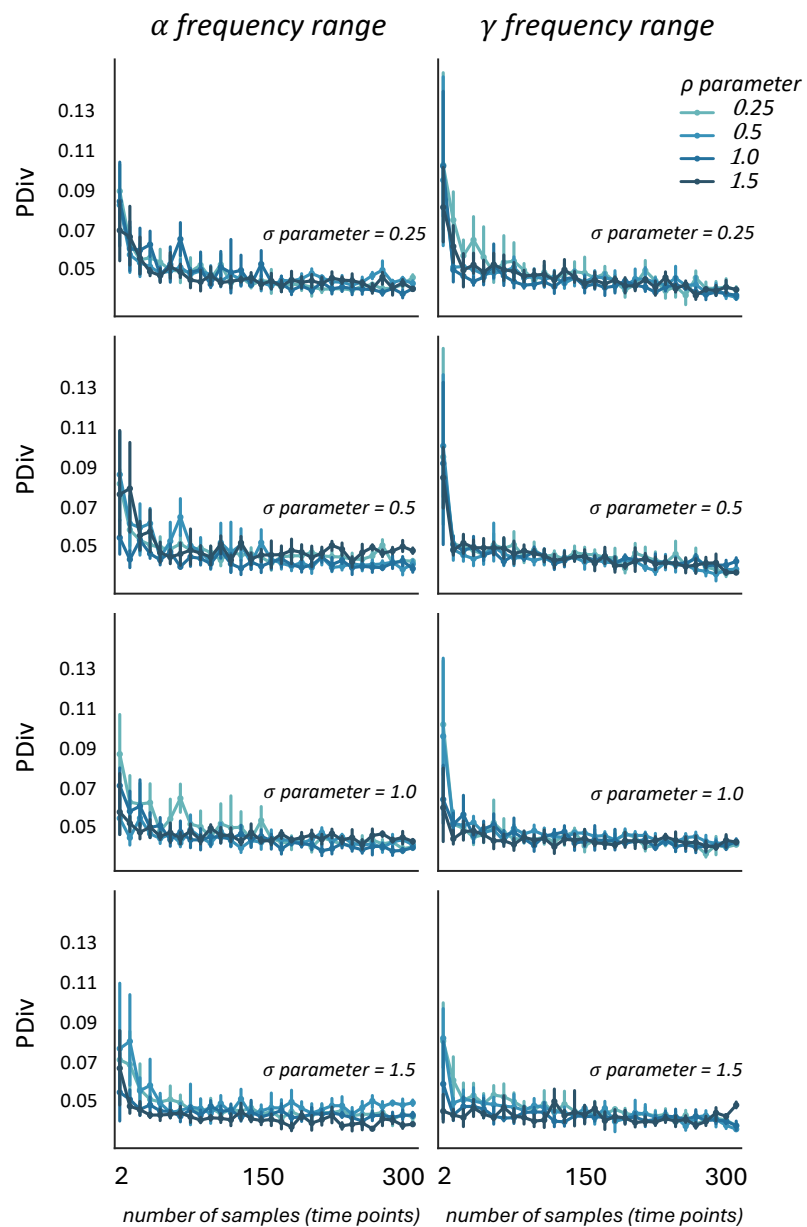 α frequency range
γ frequency range
ρ parameter
0.25
0.5
1.0
1.5
PDiv
0.13
0.11
0.09
0.07
0.05
σ parameter = 0.25
σ parameter = 0.25
PDiv
0.13
0.11
0.09
0.07
0.05
σ parameter = 0.5
σ parameter = 0.5
PDiv
0.13
0.11
0.09
0.07
0.05
σ parameter = 1.0
σ parameter = 1.0
PDiv
0.13
0.11
0.09
0.07
0.05
σ parameter = 1.5
σ parameter = 1.5
2 150 300
2 150 300
number of samples (time points)
number of samples (time points)